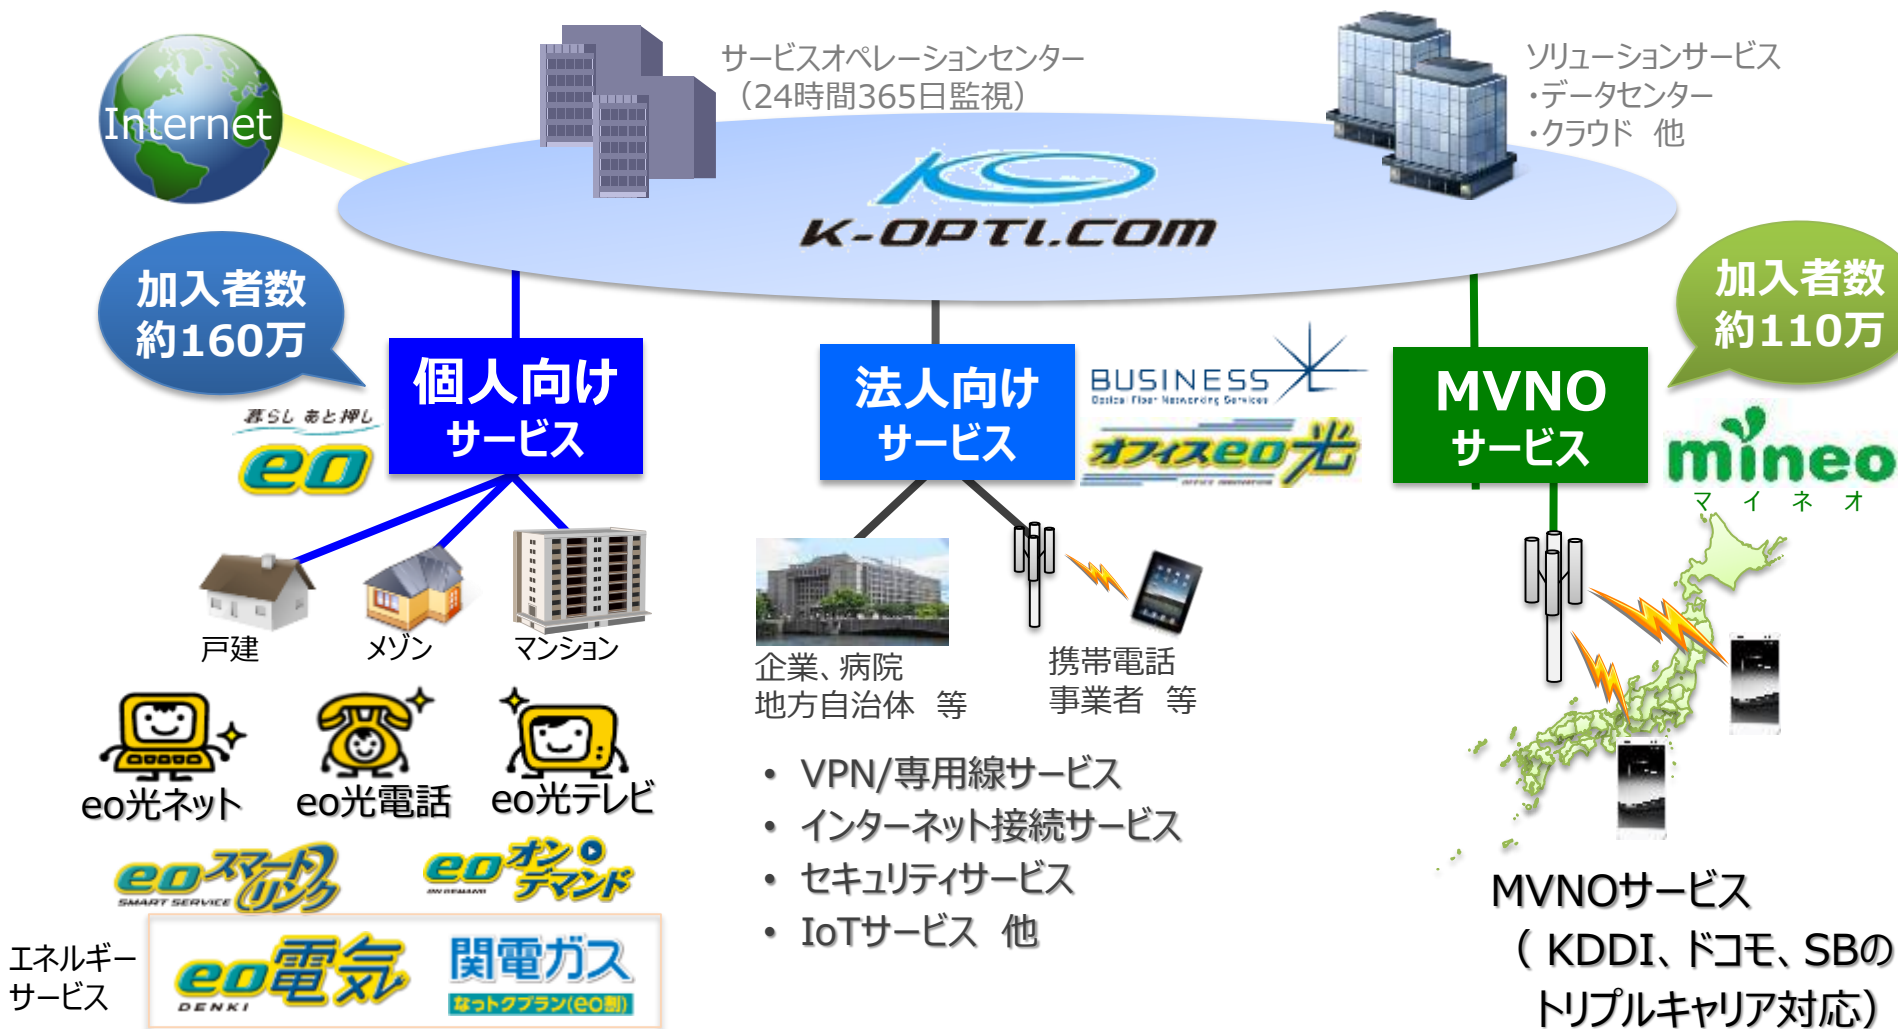 Internet
サービスオペレーションセンター
（24時間365日監視）
ソリューションサービス
・データセンター
・クラウド 他
K-OPTI.COM
加入者数
約160万
加入者数
約110万
個人向け
サービス
法人向け
サービス
MVNO
サービス
暮らし あと押し
eo
BUSINESS
Optical Fiber Networking Services
オフィスeo光
OFFICE INNOVATION
mineo
マイネオ
戸建
メゾン
マンション
企業、病院
地方自治体 等
携帯電話
事業者 等
eo光ネット
eo光電話
eo光テレビ
・ VPN/専用線サービス
・ インターネット接続サービス
・ セキュリティサービス
・ IoTサービス 他
eoスマートリンク
SMART SERVICE
eoオンデマンド
ON DEMAND
エネルギー
サービス
eo電気
DENKI
関電ガス
なっトクプラン(eo割)
MVNOサービス
（ KDDI、ドコモ、SBの
トリプルキャリア対応）